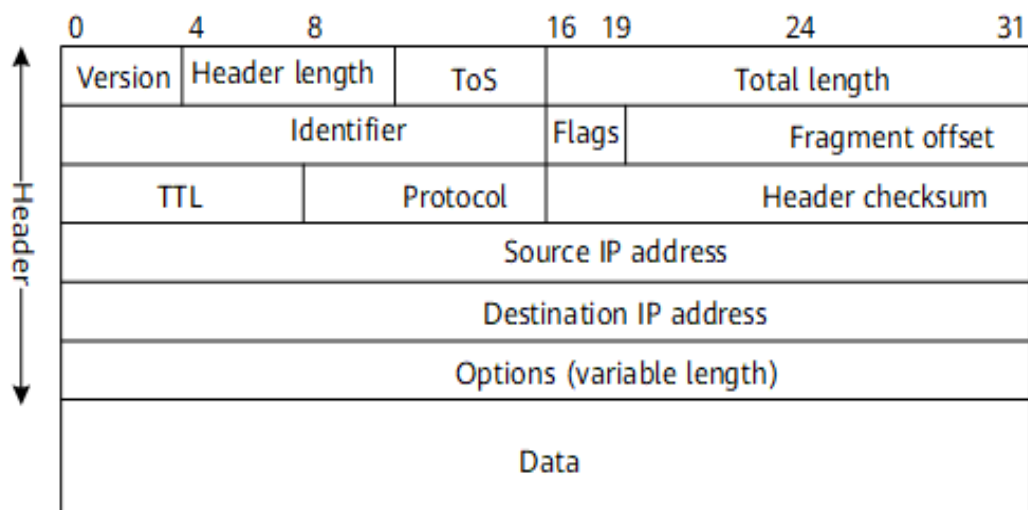 0 4 8 16 19 24 31
Version Header length ToS Total length
Identifier Flags Fragment offset
TTL Protocol Header checksum
Source IP address
Destination IP address
Options (variable length)
Data
Header